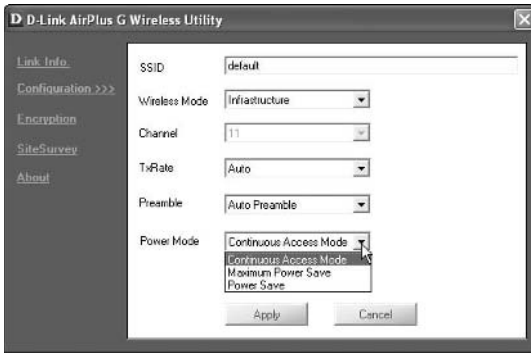 D D-Link AirPlus G Wireless Utility
Link Info.
Configuration >>>
Encryption
SiteSurvey
About
SSID default
Wireless Mode Infrastructure
Channel 11
TxRate Auto
Preamble Auto Preamble
Power Mode Continuous Access Mode
Continuous Access Mode
Maximum Power Save
Power Save
Apply Cancel